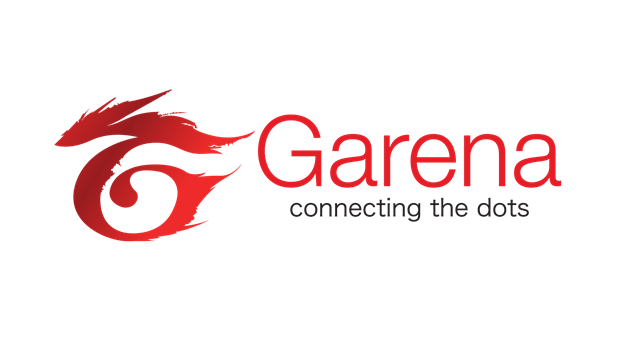 Garena
connecting the dots